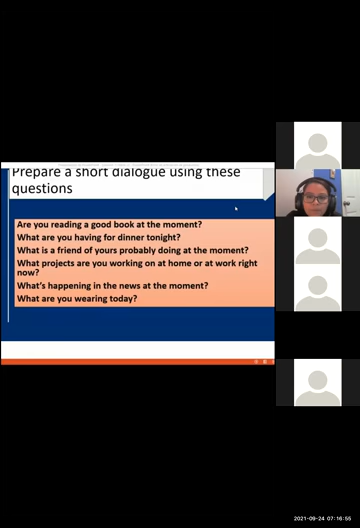 Prepare a short dialogue using these
questions
Are you reading a good book at the moment?
What are you having for dinner tonight?
What is a friend of yours probably doing at the moment?
What projects are you working on at home or at work right
now?
What's happening in the news at the moment?
What are you wearing today?
2021-09-24 07:16:55